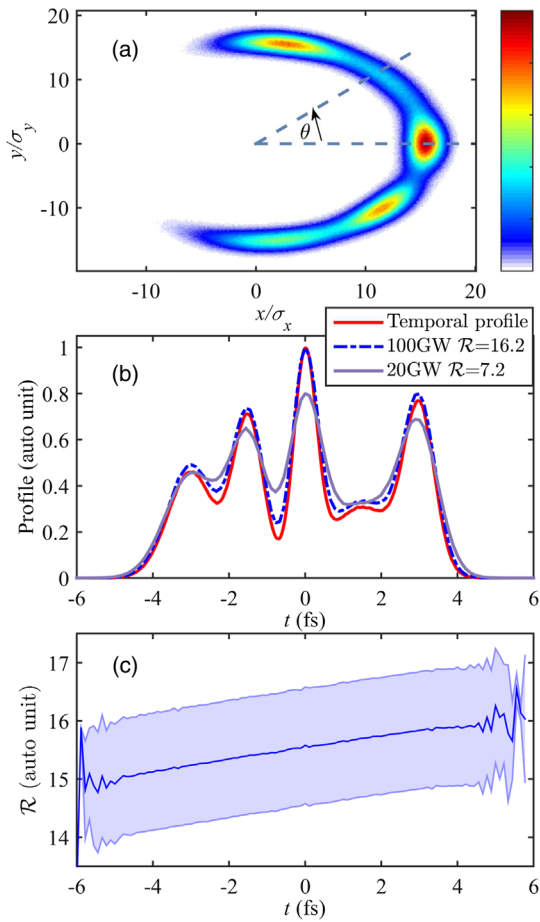 (a)
20
10
0
-10
y/σy
θ
-10
0
10
20
x/σx
Temporal profile
100GW R=16.2
20GW R=7.2
(b)
1
0.8
0.6
0.4
0.2
0
Profile (auto unit)
-6
-4
-2
0
2
4
6
t (fs)
(c)
17
16
15
14
R (auto unit)
-6
-4
-2
0
2
4
6
t (fs)